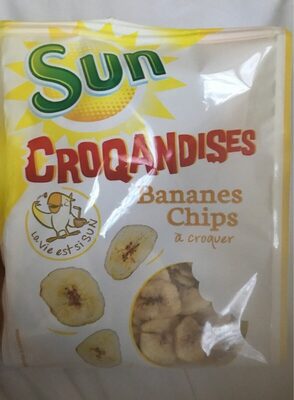 Sun
CROQANDISES
Bananes
Chips
à croquer
La vie est si SUN